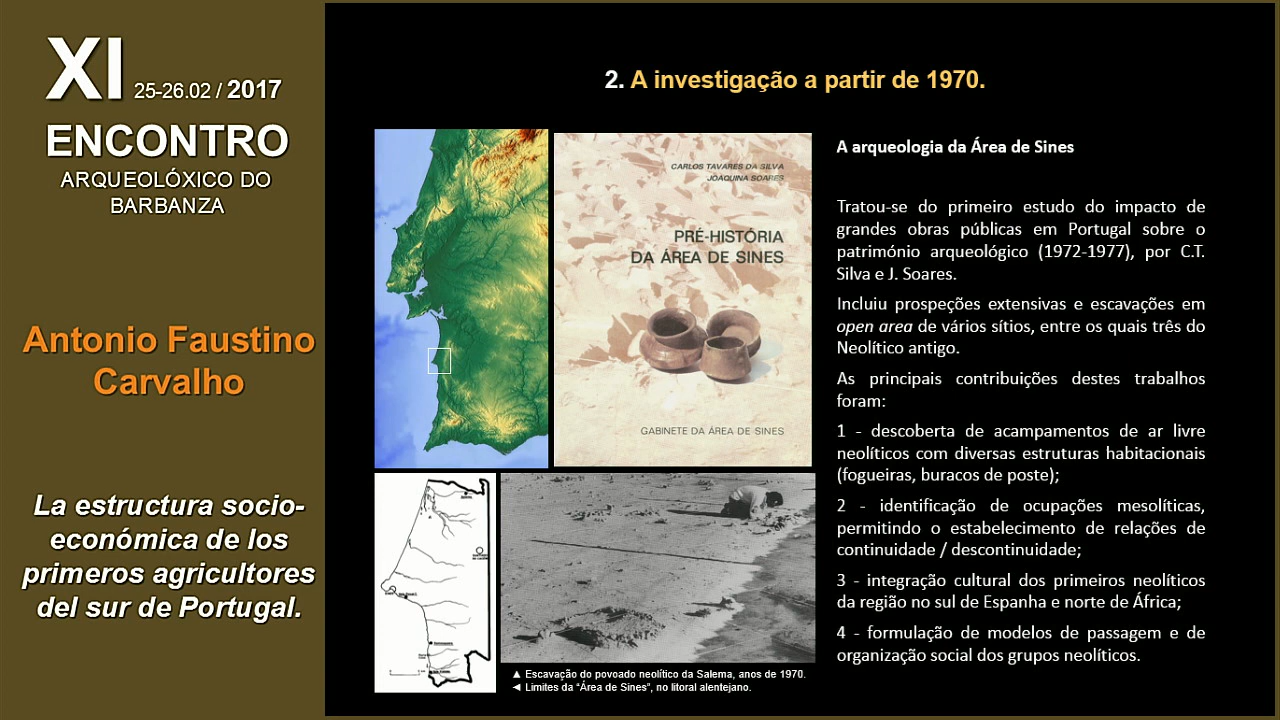 XI 25-26.02 / 2017
ENCONTRO
ARQUEOLÓXICO DO
BARBANZA
Antonio Faustino
Carvalho
La estructura socio-
económica de los
primeros agricultores
del sur de Portugal.
2. A investigação a partir de 1970.
CARLOS TAVARES DA SILVA
JOAQUINA SOARES
PRÉ-HISTÓRIA
DA ÁREA DE SINES
GABINETE DA ÁREA DE SINES
▲ Escavação do povoado neolítico da Salema, anos de 1970.
◄ Limites da “Área de Sines”, no litoral alentejano.
A arqueologia da Área de Sines
Tratou-se do primeiro estudo do impacto de
grandes obras públicas em Portugal sobre o
património arqueológico (1972-1977), por C.T.
Silva e J. Soares.
Incluiu prospeções extensivas e escavações em
open area de vários sítios, entre os quais três do
Neolítico antigo.
As principais contribuições destes trabalhos
foram:
1 - descoberta de acampamentos de ar livre
neolíticos com diversas estruturas habitacionais
(fogueiras, buracos de poste);
2 - identificação de ocupações mesolíticas,
permitindo o estabelecimento de relações de
continuidade / descontinuidade;
3 - integração cultural dos primeiros neolíticos
da região no sul de Espanha e norte de África;
4 - formulação de modelos de passagem e de
organização social dos grupos neolíticos.